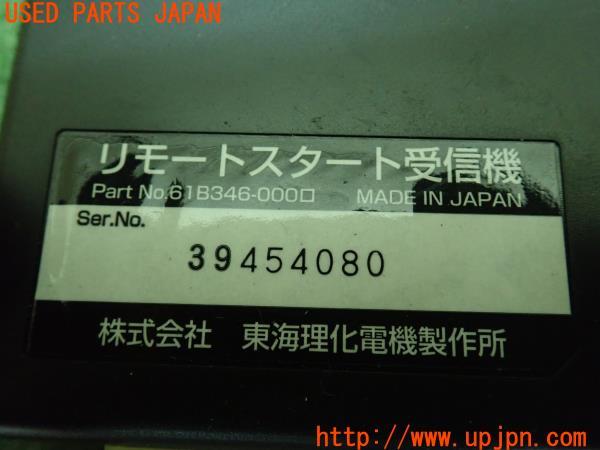 USED PARTS JAPAN
リモートスタート受信機
Part No.61B346-000□ MADE IN JAPAN
Ser.No.
39454080
株式会社 東海理化電機製作所
http://www.upjpn.com/